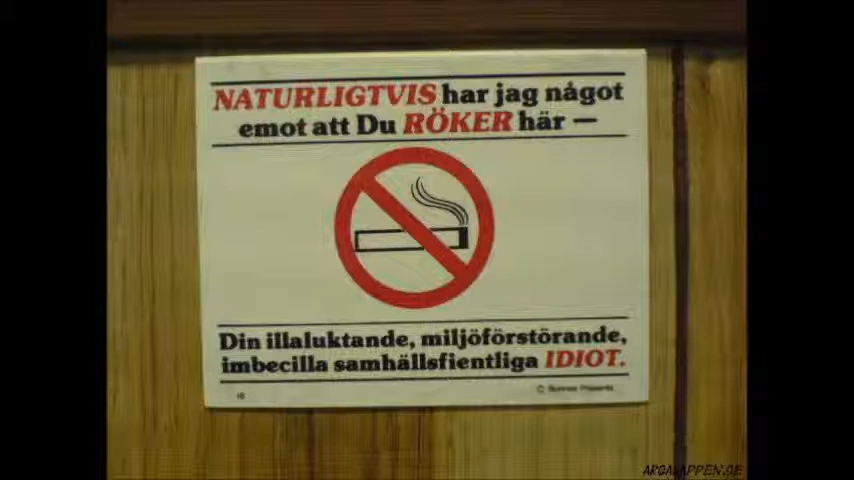 NATURLIGTVIS har jag något
emot att Du RÖKER här —
Din illaluktande, miljöförstörande,
imbecilla samhällsfientliga IDIOT.
ARGALAPPEN.SE